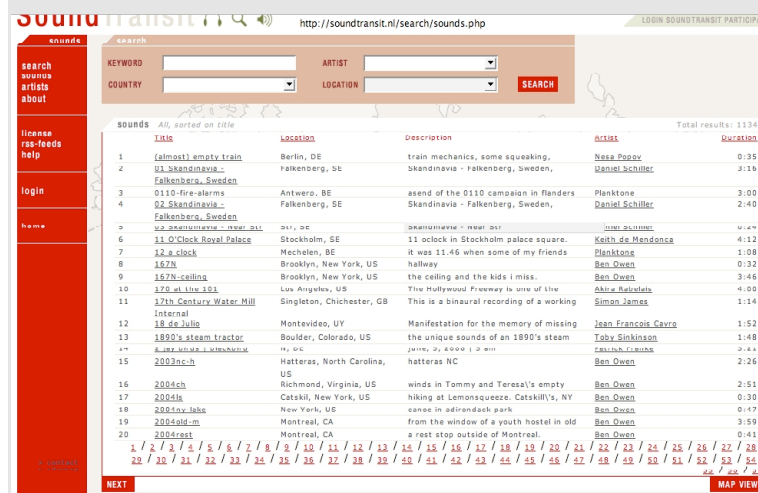 http://soundtransit.nl/search/sounds.php
LOGIN SOUNDTRANSIT
sounds
search
search
sounds
artists
about
license
rss-feeds
help
login
home
> contact
KEYWORD ARTIST
COUNTRY LOCATION SEARCH
sounds All, sorted on title Total results: 1134
Title Location Description Artist Duration
1 (almost) empty train Berlin, DE train mechanics, some squeaking, Nesa Popov 0:35
2 01 Skandinavia - Falkenberg, SE Skandinavia - Falkenberg, Sweden, Daniel Schiller 3:16
Falkenberg, Sweden
3 0110-fire-alarms Antwerp, BE asend of the 0110 campaign in flanders Planktone 3:00
4 02 Skandinavia - Falkenberg, SE Skandinavia - Falkenberg, Sweden, Daniel Schiller 2:40
Falkenberg, Sweden
5 03 Skandinavia - Near Str Str, SE Skandinavia - Near Str Schiller 0:24
6 11 O'Clock Royal Palace Stockholm, SE 11 oclock in Stockholm palace square. Keith de Mendonca 4:12
7 12 a clock Mechelen, BE it was 11.46 when some of my friends Planktone 1:08
8 167N Brooklyn, New York, US hallway Ben Owen 0:32
9 167N-ceiling Brooklyn, New York, US the ceiling and the kids i miss. Ben Owen 3:46
10 170 at the 101 Los Angeles, US The Hollywood Freeway is one of the Akira Rabelais 4:00
11 17th Century Water Mill Singleton, Chichester, GB This is a binaural recording of a working Simon James 1:14
Internal
12 18 de Julio Montevideo, UY Manifestation for the memory of missing Jean Francois Cavro 1:52
13 1890's steam tractor Boulder, Colorado, US the unique sounds of an 1890's steam Toby Sinkinson 1:48
15 2003nc-h Hatteras, North Carolina, hatteras NC Ben Owen 2:26
US
16 2004ch Richmond, Virginia, US winds in Tommy and Teresa\'s empty Ben Owen 2:51
17 2004ls Catskil, New York, US hiking at Lemonsqueeze. Catskill\'s, NY Ben Owen 0:30
18 2004ny lake New York, US canoe in adirondack park Ben Owen 0:47
19 2004old-m Montreal, CA from the window of a youth hostel in old Ben Owen 3:59
20 2004rest Montreal, CA a rest stop outside of Montreal. Ben Owen 0:41
1 / 2 / 3 / 4 / 5 / 6 / 7 / 8 / 9 / 10 / 11 / 12 / 13 / 14 / 15 / 16 / 17 / 18 / 19 / 20 / 21 / 22 / 23 / 24 / 25 / 26 / 27 / 28
29 / 30 / 31 / 32 / 33 / 34 / 35 / 36 / 37 / 38 / 39 / 40 / 41 / 42 / 43 / 44 / 45 / 46 / 47 / 48 / 49 / 50 / 51 / 52 / 53 / 54
NEXT MAP VIEW